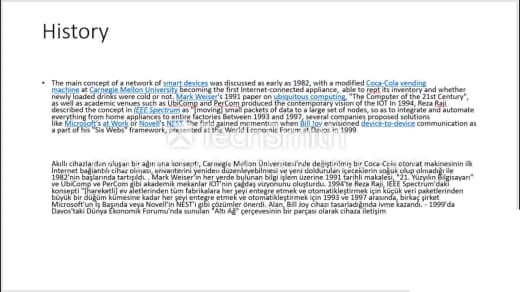 History
• The main concept of a network of smart devices was discussed as early as 1982, with a modified Coca-Cola vending
machine at Carnegie Mellon University becoming the first Internet-connected appliance, able to rept its inventory and whether
newly loaded drinks were cold or not. Mark Weiser's 1991 paper on ubiquitous computing, "The Computer of the 21st Century",
as well as academic venues such as UbiComp and PerCom produced the contemporary vision of the IOT In 1994, Reza Raji
described the concept in IEEE Spectrum as "[moving] small packets of data to a large set of nodes, so as to integrate and automate
everything from home appliances to entire factories Between 1993 and 1997, several companies proposed solutions
like Microsoft's at Work or Novell's NEST. The field gained momentum when Bill Joy envisioned device-to-device communication as
a part of his "Six Webs" framework, presented at the World Economic Forum at Davos in 1999
Akıllı cihazlardan oluşan bir ağın ana konsepti, Carnegie Mellon Üniversitesi'nde değiştirilmiş bir Coca-Cola otomat makinesinin ilk
İnternet bağlantılı cihaz olması, envanterini yeniden düzenleyebilmesi ve yeni doldurulan içeceklerin soğuk olup olmadığı ile
1982'nin başlarında tartışıldı. . Mark Weiser'in her yerde bulunan bilgi işlem üzerine 1991 tarihli makalesi, "21. Yüzyılın Bilgisayarı"
ve UbiComp ve PerCom gibi akademik mekanlar IOT'nin çağdaş vizyonunu oluşturdu. 1994'te Reza Raji, IEEE Spectrum'daki
konsepti "[hareketli] ev aletlerinden tüm fabrikalara her şeyi entegre etmek ve otomatikleştirmek için küçük veri paketlerinden
büyük bir düğüm kümesine kadar her şeyi entegre etmek ve otomatikleştirmek için 1993 ve 1997 arasında, birkaç şirket
Microsoft'un İş Başında veya Novell'in NEST'i gibi çözümler önerdi. Alan, Bill Joy cihazı tasarladığında ivme kazandı. - 1999'da
Davos'taki Dünya Ekonomik Forumu'nda sunulan "Altı Ağ" çerçevesinin bir parçası olarak cihaza iletişim